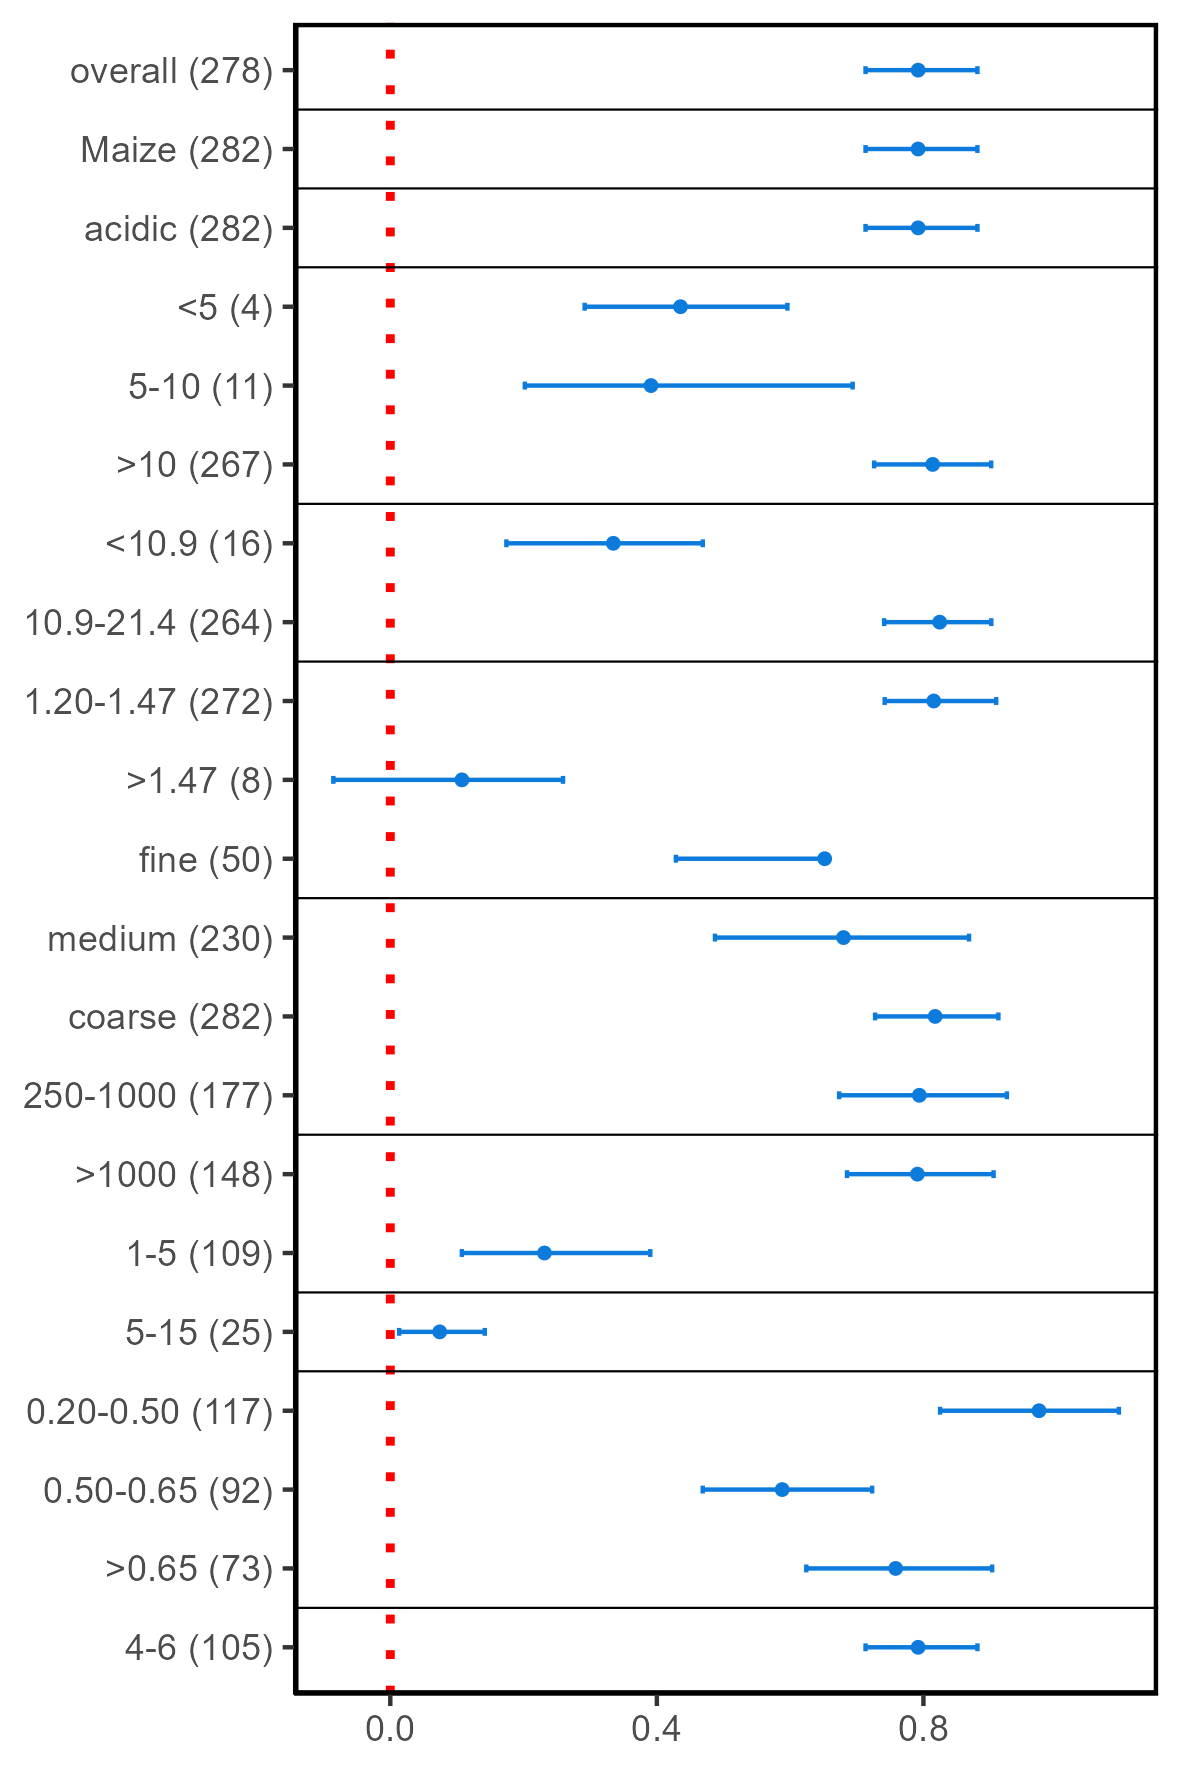 overall (278)
Maize (282)
acidic (282)
<5 (4)
5-10 (11)
>10 (267)
<10.9 (16)
10.9-21.4 (264)
1.20-1.47 (272)
>1.47 (8)
fine (50)
medium (230)
coarse (282)
250-1000 (177)
>1000 (148)
1-5 (109)
5-15 (25)
0.20-0.50 (117)
0.50-0.65 (92)
>0.65 (73)
4-6 (105)
0.0 0.4 0.8